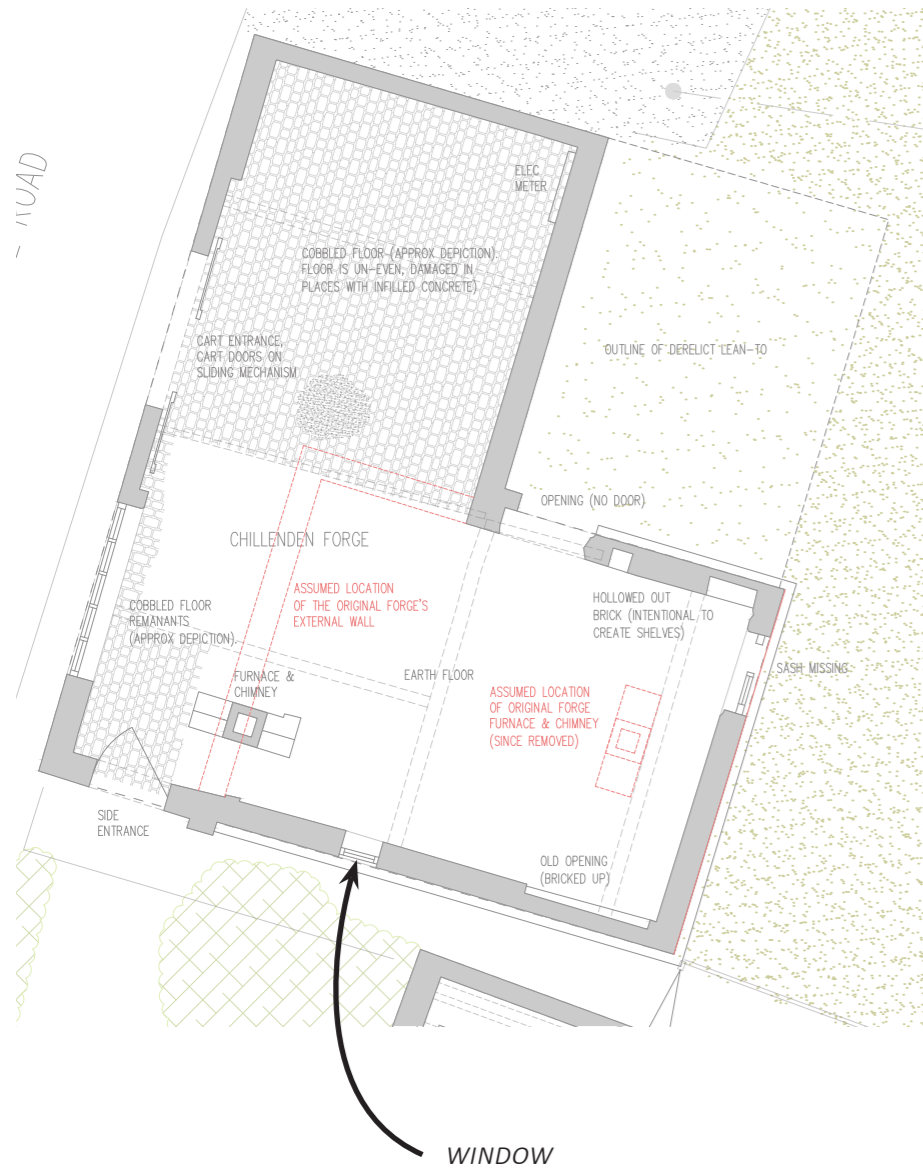 ROAD
ELEC
METER
COBBLED FLOOR (APPROX DEPICTION).
FLOOR IS UN-EVEN, DAMAGED IN
PLACES WITH INFILLED CONCRETE)
CART ENTRANCE,
CART DOORS ON
SLIDING MECHANISM
OUTLINE OF DERELICT LEAN-TO
OPENING (NO DOOR)
CHILLENDEN FORGE
ASSUMED LOCATION
OF THE ORIGINAL FORGE'S
EXTERNAL WALL
HOLLOWED OUT
BRICK (INTENTIONAL TO
CREATE SHELVES)
COBBLED FLOOR
REMANANTS
(APPROX DEPICTION)
FURNACE &
CHIMNEY
EARTH FLOOR
SASH MISSING
ASSUMED LOCATION
OF ORIGINAL FORGE
FURNACE & CHIMNEY
(SINCE REMOVED)
SIDE
ENTRANCE
OLD OPENING
(BRICKED UP)
WINDOW